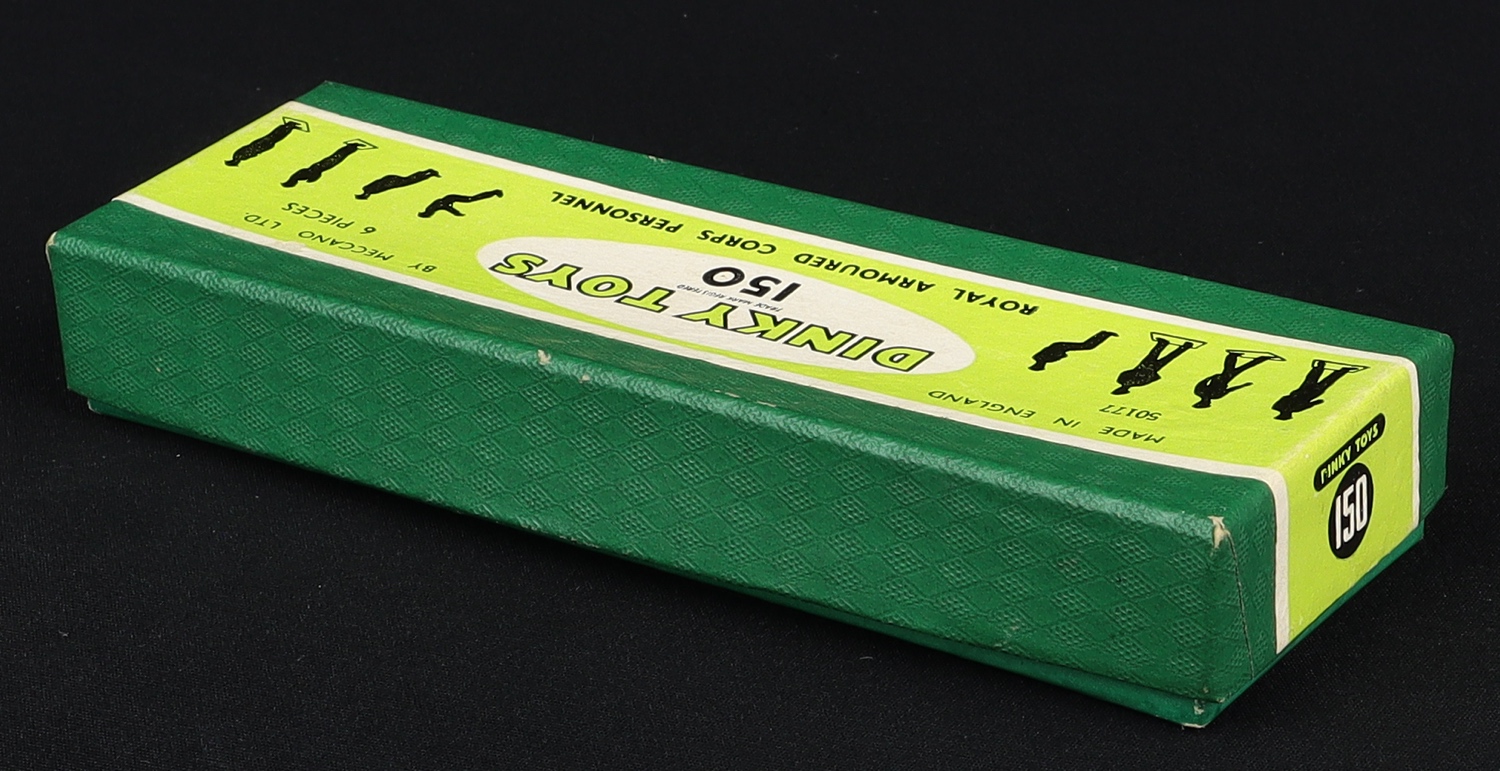 ROYAL ARMOURED CORPS PERSONNEL
150
TRADE MARK REGISTERED
DINKY TOYS
50177
MADE IN ENGLAND
6 PIECES
BY MECCANO LTD.
DINKY TOYS
150